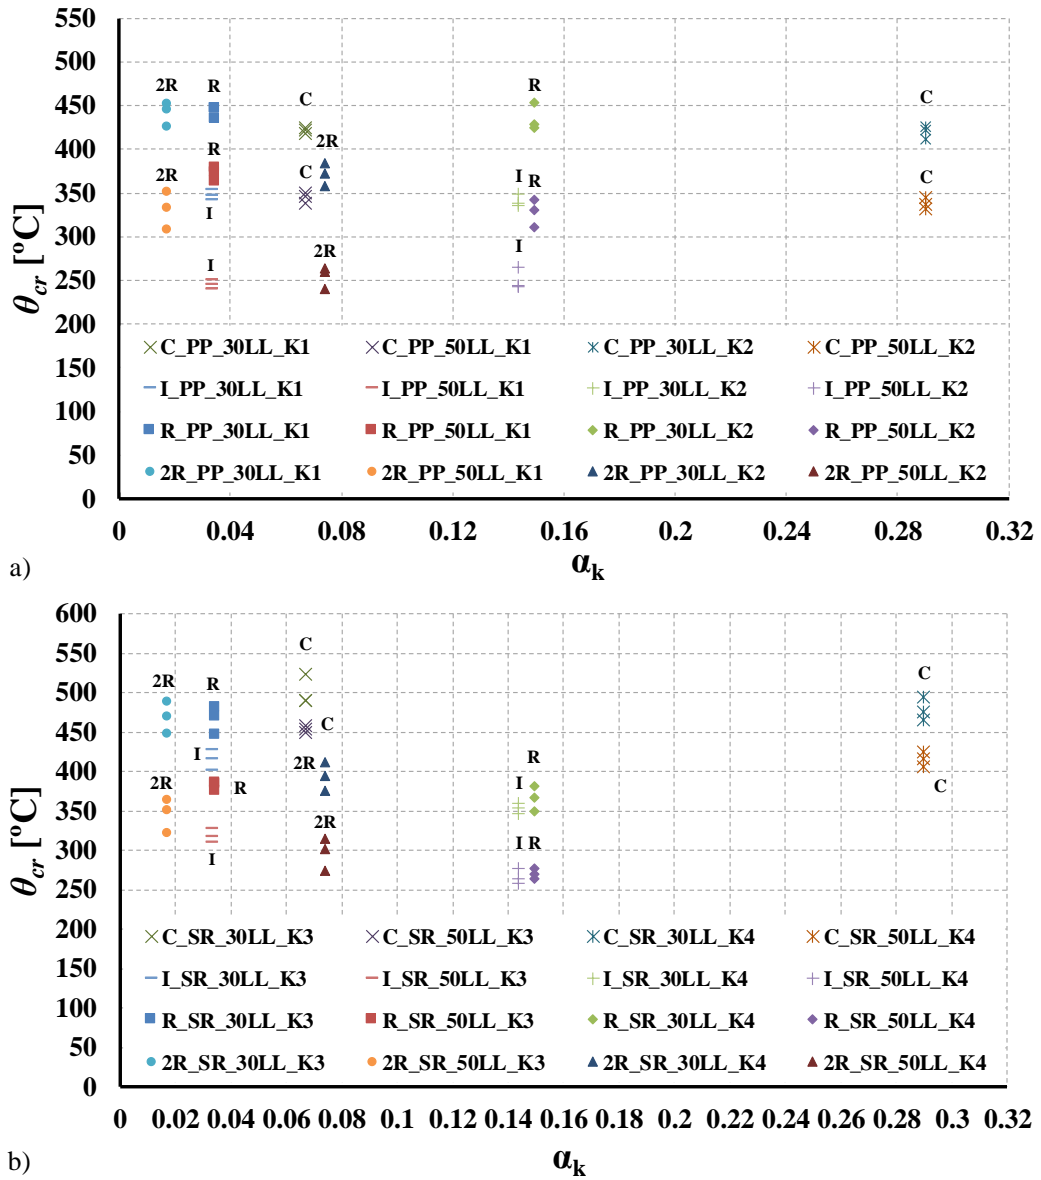 550
500
450
400
350
300
250
200
150
100
50
0
θcr [ºC]
2R R C R C
2R
R
2R C I R C
I
I 2R I
C_PP_30LL_K1 C_PP_50LL_K1 C_PP_30LL_K2 C_PP_50LL_K2
I_PP_30LL_K1 I_PP_50LL_K1 I_PP_30LL_K2 I_PP_50LL_K2
R_PP_30LL_K1 R_PP_50LL_K1 R_PP_30LL_K2 R_PP_50LL_K2
2R_PP_30LL_K1 2R_PP_50LL_K1 2R_PP_30LL_K2 2R_PP_50LL_K2
0 0.04 0.08 0.12 0.16 0.2 0.24 0.28 0.32
a) αk
600
550
500
450
400
350
300
250
200
150
100
50
0
θcr [ºC]
C
2R R C
C
I 2R R
2R R I C
2R
I I R
C_SR_30LL_K3 C_SR_50LL_K3 C_SR_30LL_K4 C_SR_50LL_K4
I_SR_30LL_K3 I_SR_50LL_K3 I_SR_30LL_K4 I_SR_50LL_K4
R_SR_30LL_K3 R_SR_50LL_K3 R_SR_30LL_K4 R_SR_50LL_K4
2R_SR_30LL_K3 2R_SR_50LL_K3 2R_SR_30LL_K4 2R_SR_50LL_K4
0 0.02 0.04 0.06 0.08 0.1 0.12 0.14 0.16 0.18 0.2 0.22 0.24 0.26 0.28 0.3 0.32
b) αk